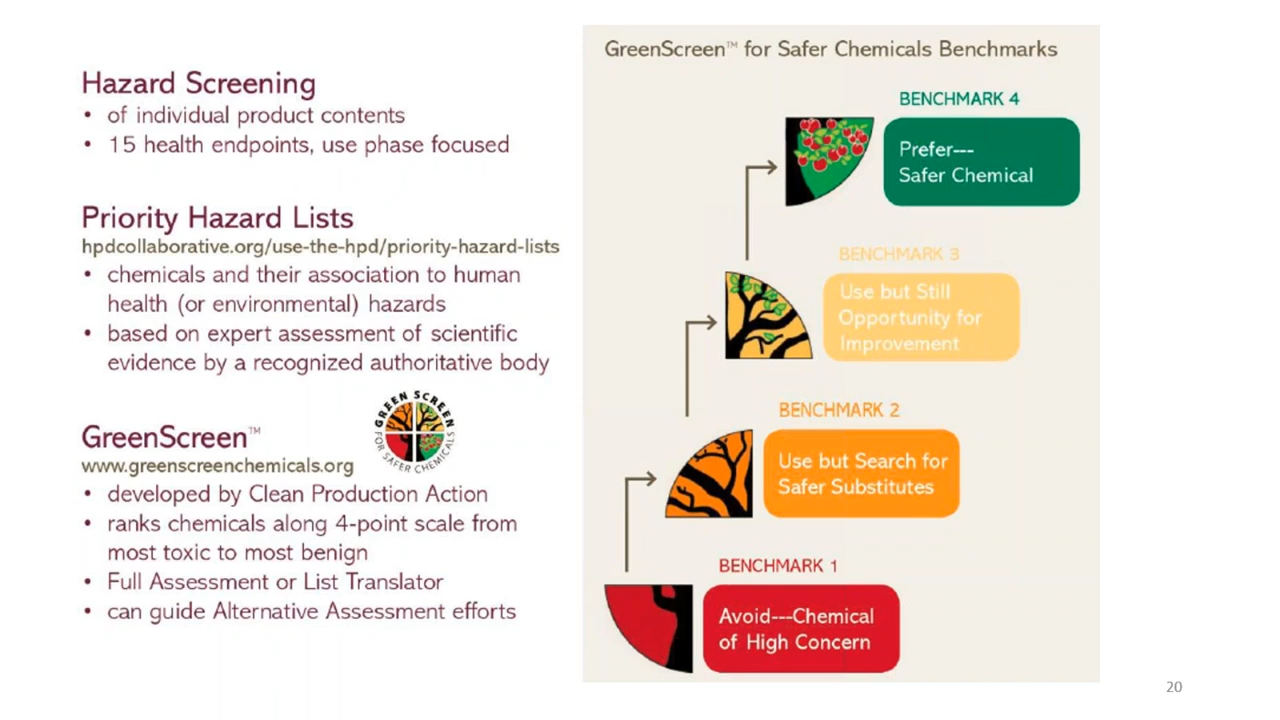 Hazard Screening
• of individual product contents
• 15 health endpoints, use phase focused
Priority Hazard Lists
hpdcollaborative.org/use-the-hpd/priority-hazard-lists
• chemicals and their association to human
health (or environmental) hazards
• based on expert assessment of scientific
evidence by a recognized authoritative body
GREEN SCREEN
FOR SAFER CHEMICALS
GreenScreen™
www.greenscreenchemicals.org
• developed by Clean Production Action
• ranks chemicals along 4-point scale from
most toxic to most benign
• Full Assessment or List Translator
• can guide Alternative Assessment efforts
GreenScreen™ for Safer Chemicals Benchmarks
BENCHMARK 4
Prefer---
Safer Chemical
BENCHMARK 3
Use but Still
Opportunity for
Improvement
BENCHMARK 2
Use but Search for
Safer Substitutes
BENCHMARK 1
Avoid---Chemical
of High Concern
20